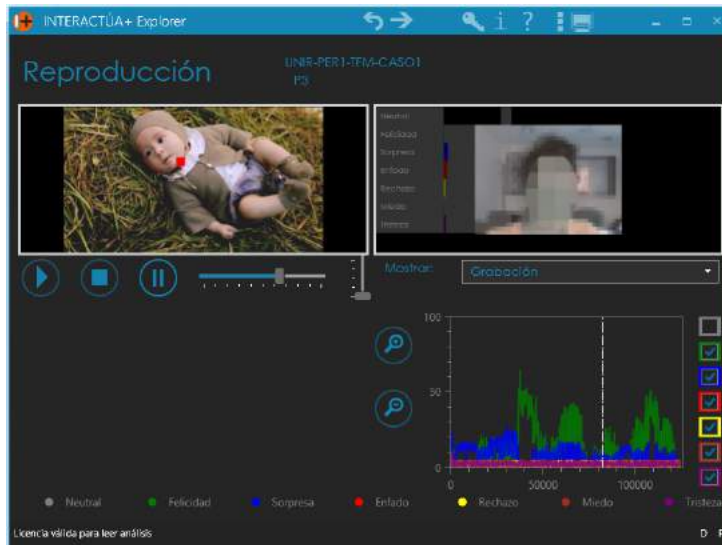 INTERACTÚA+ Explorer
Reproducción
UNIR-PER1-TFM-CASO1
P3
Neutral
Felicidad
Sorpresa
Enfado
Rechazo
Miedo
Tristeza
Mostrar:
Grabación
100
50
0
0
50000
100000
Neutral
Felicidad
Sorpresa
Enfado
Rechazo
Miedo
Tristeza
Licencia válida para leer análisis
D